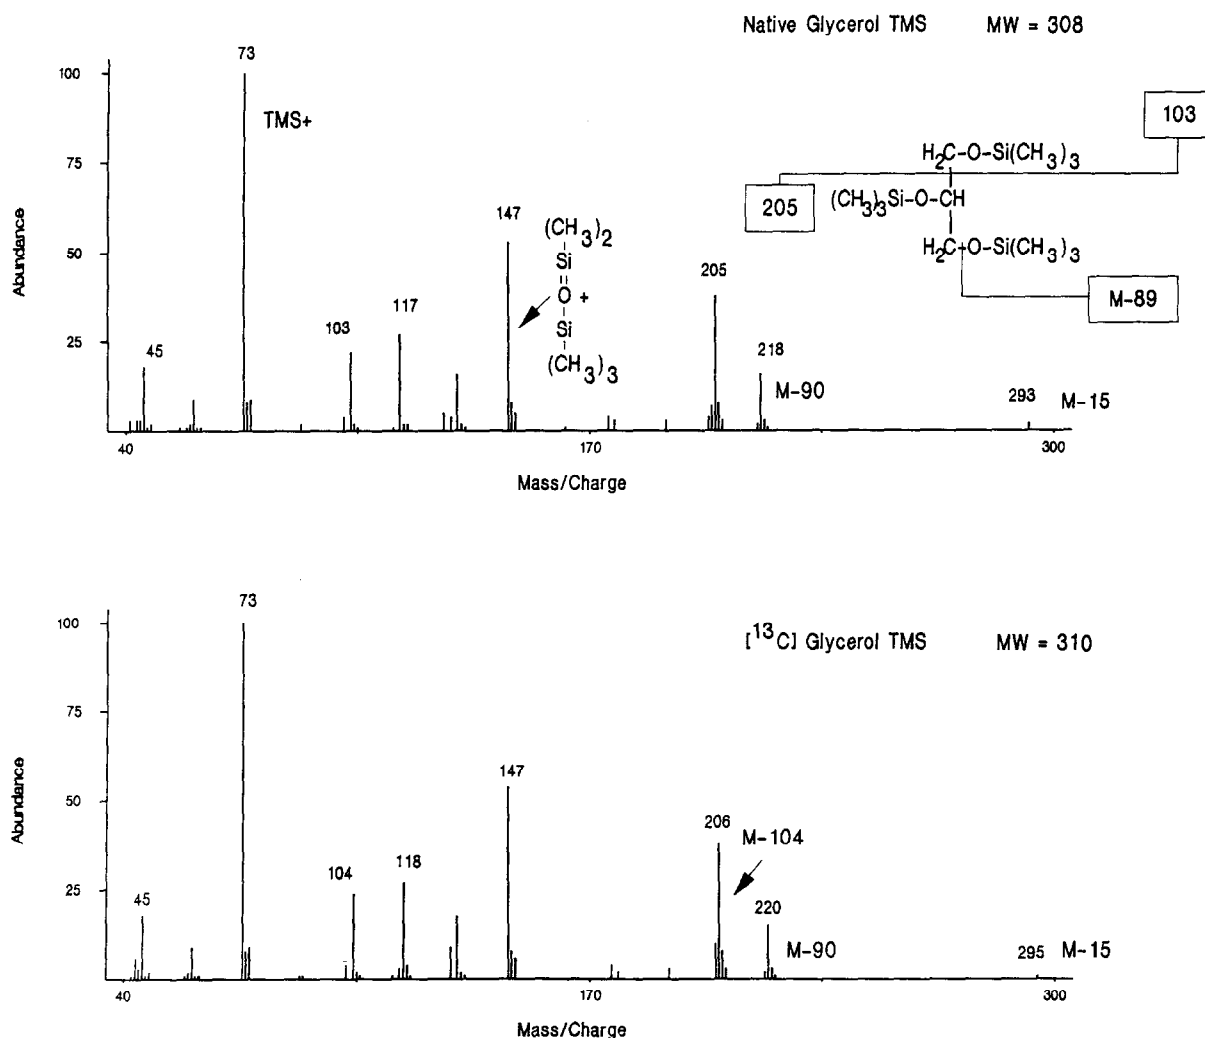 Native Glycerol TMS MW = 308
73
100
TMS+
103
H2C-O-Si(CH3)3
75
205
(CH3)3Si-O-CH
147
(CH3)2
Si
O +
Si
(CH3)3
H2C-O-Si(CH3)3
50
205
M-89
117
103
218
M-90
45
25
293 M-15
40
170
300
Abundance
Mass/Charge
73
100
[13C] Glycerol TMS MW = 310
75
147
50
206
M-104
104
118
220
45
25
M-90
295 M-15
40
170
300
Abundance
Mass/Charge